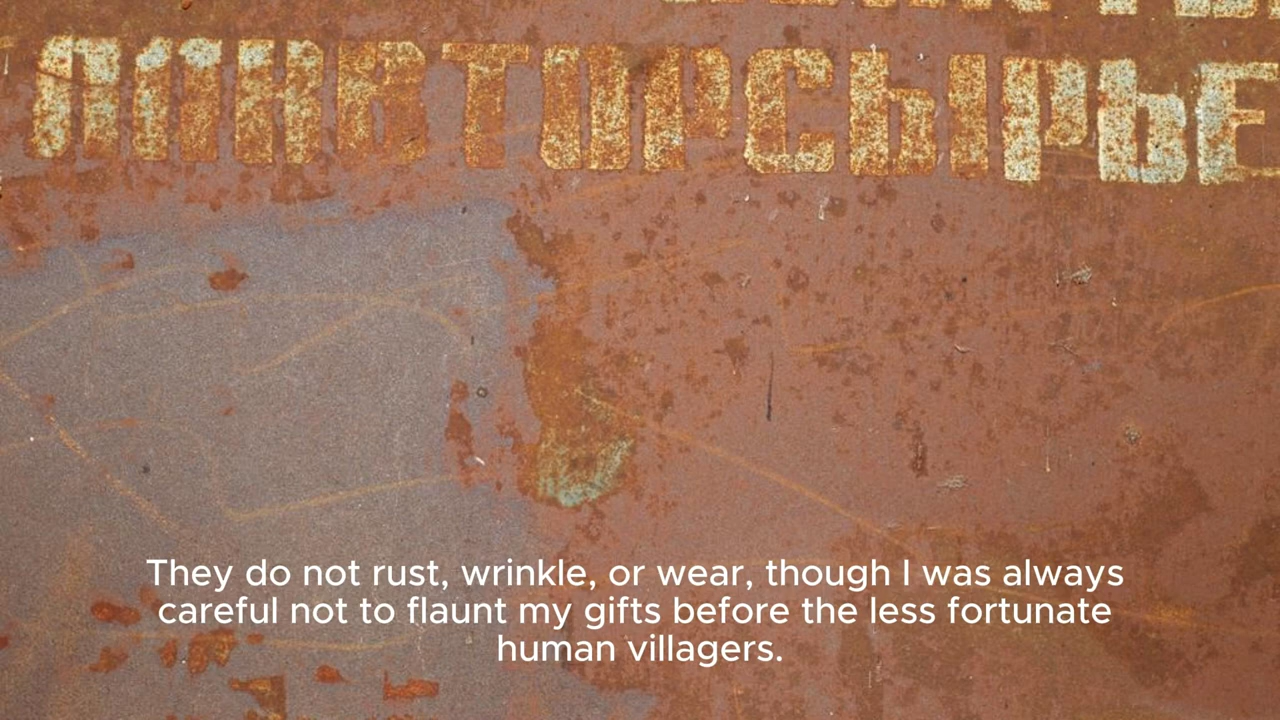 ВТОРСЫРЬЕ
They do not rust, wrinkle, or wear, though I was always
careful not to flaunt my gifts before the less fortunate
human villagers.